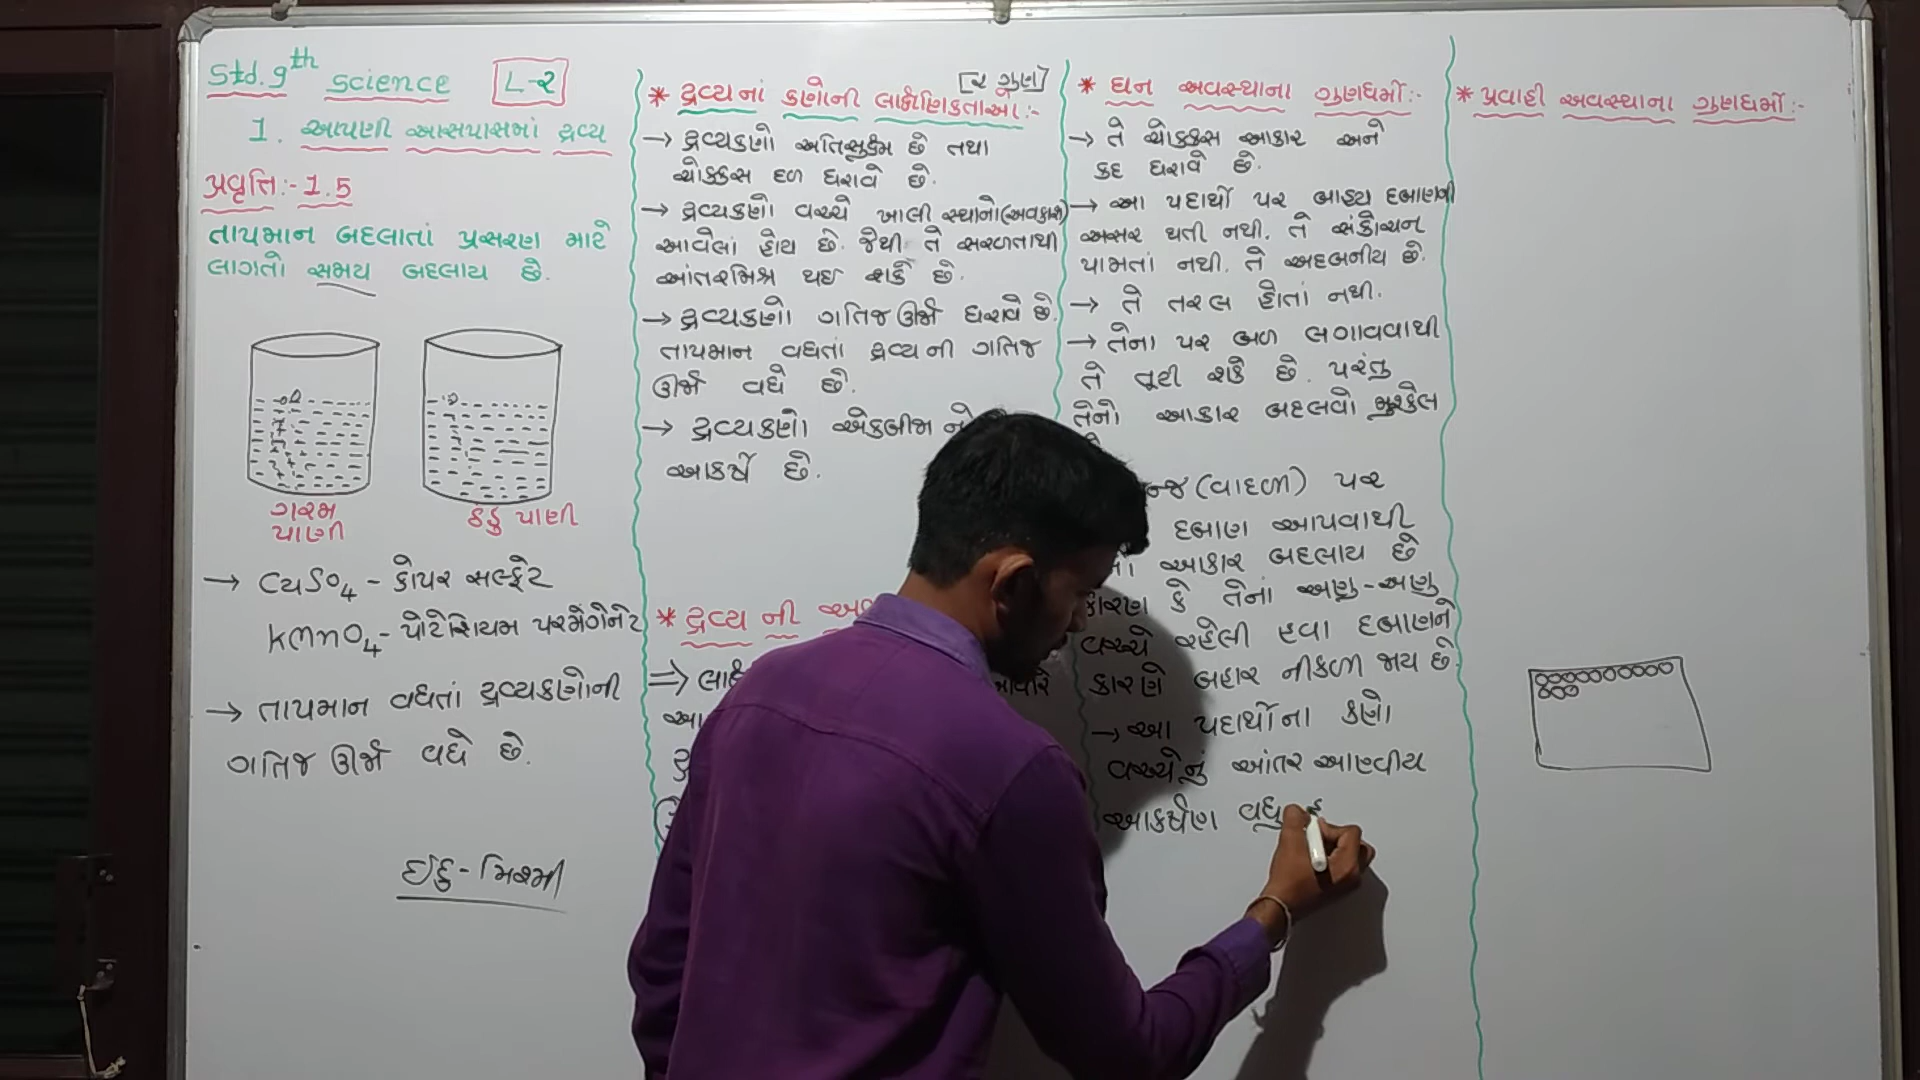 Std. 9th Science L-2
1. આપણી આસપાસમાં દ્રવ્ય
પ્રવૃત્તિ:- 1.5
તાપમાન બદલાતાં પ્રસરણ માટે
લાગતો સમય બદલાય છે.
ગરમ
પાણી
ઠંડુ પાણી
→ CuSO4 - કોપર સલ્ફેટ
KMnO4 - પોટેશિયમ પરમેંગેનેટ
→ તાપમાન વધતાં દ્રવ્યકણોની
ગતિજ ઊર્જા વધે છે.
[૨ ગુણ]
* દ્રવ્યનાં કણોની લાક્ષણિકતાઓ:-
→ દ્રવ્યકણો અતિસૂક્ષ્મ છે તથા
ચોક્કસ દળ ધરાવે છે.
→ દ્રવ્યકણો વચ્ચે ખાલી સ્થાનો(અવકાશ)
આવેલાં હોય છે. જેથી તે સરળતાથી
આંતરમિશ્ર થઇ શકે છે.
→ દ્રવ્યકણો ગતિજ ઊર્જા ધરાવે છે.
તાપમાન વધતાં દ્રવ્યની ગતિજ
ઊર્જા વધે છે.
→ દ્રવ્યકણો એકબીજાને
આકર્ષે છે.
* દ્રવ્ય ની
* ઘન અવસ્થાના ગુણધર્મો:-
→ તે ચોક્કસ આકાર અને
કદ ધરાવે છે.
→ આ પદાર્થો પર બાહ્ય દબાણની
અસર થતી નથી. તે સંકોચન
પામતાં નથી. તે અદબનીય છે.
→ તે તરલ હોતાં નથી.
→ તેના પર બળ લગાવવાથી
તે તૂટી શકે છે. પરંતુ
તેનો આકાર બદલવો મુશ્કેલ
(વાદળી) પર
દબાણ આપવાથી
આકાર બદલાય છે
કારણ કે તેનાં અણુ-અણુ
વચ્ચે રહેલી હવા દબાણને
કારણે બહાર નીકળી જાય છે.
→ આ પદાર્થોના કણો
વચ્ચેનું આંતર આણ્વીય
આકર્ષણ વધુ
* પ્રવાહી અવસ્થાના ગુણધર્મો:-